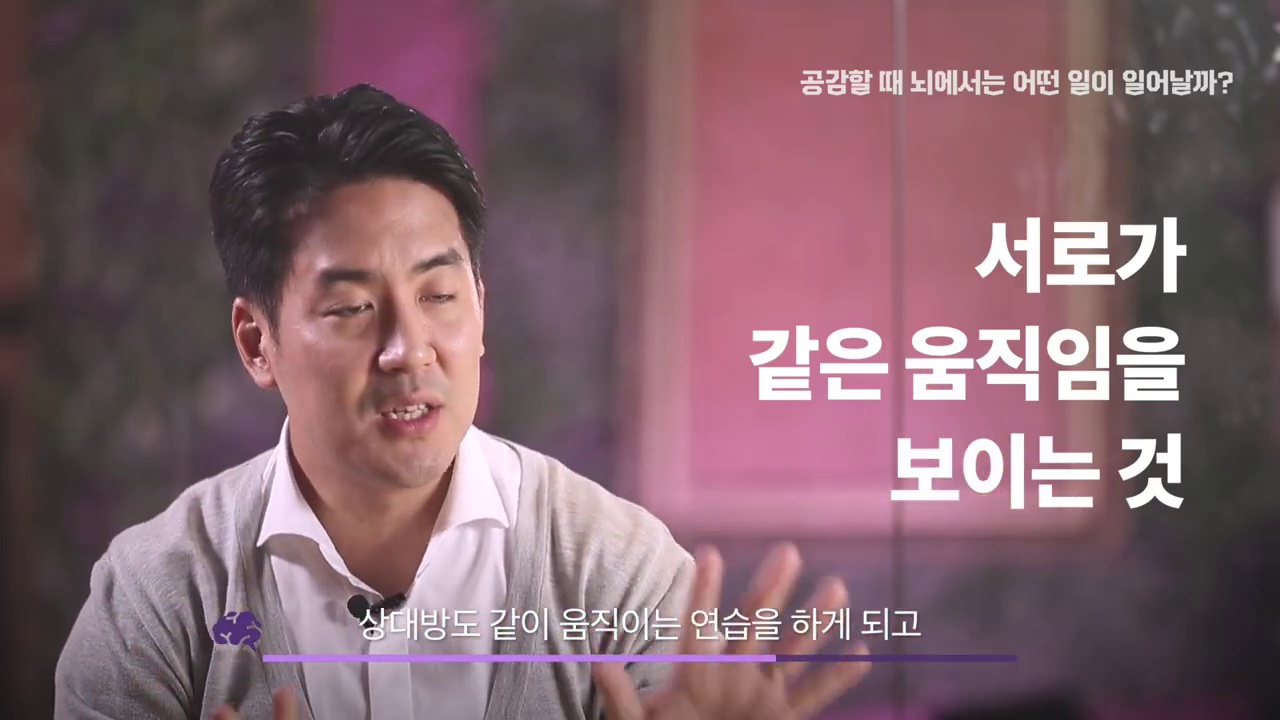 공감할 때 뇌에서는 어떤 일이 일어날까?
서로가
같은 움직임을
보이는 것
상대방도 같이 움직이는 연습을 하게 되고